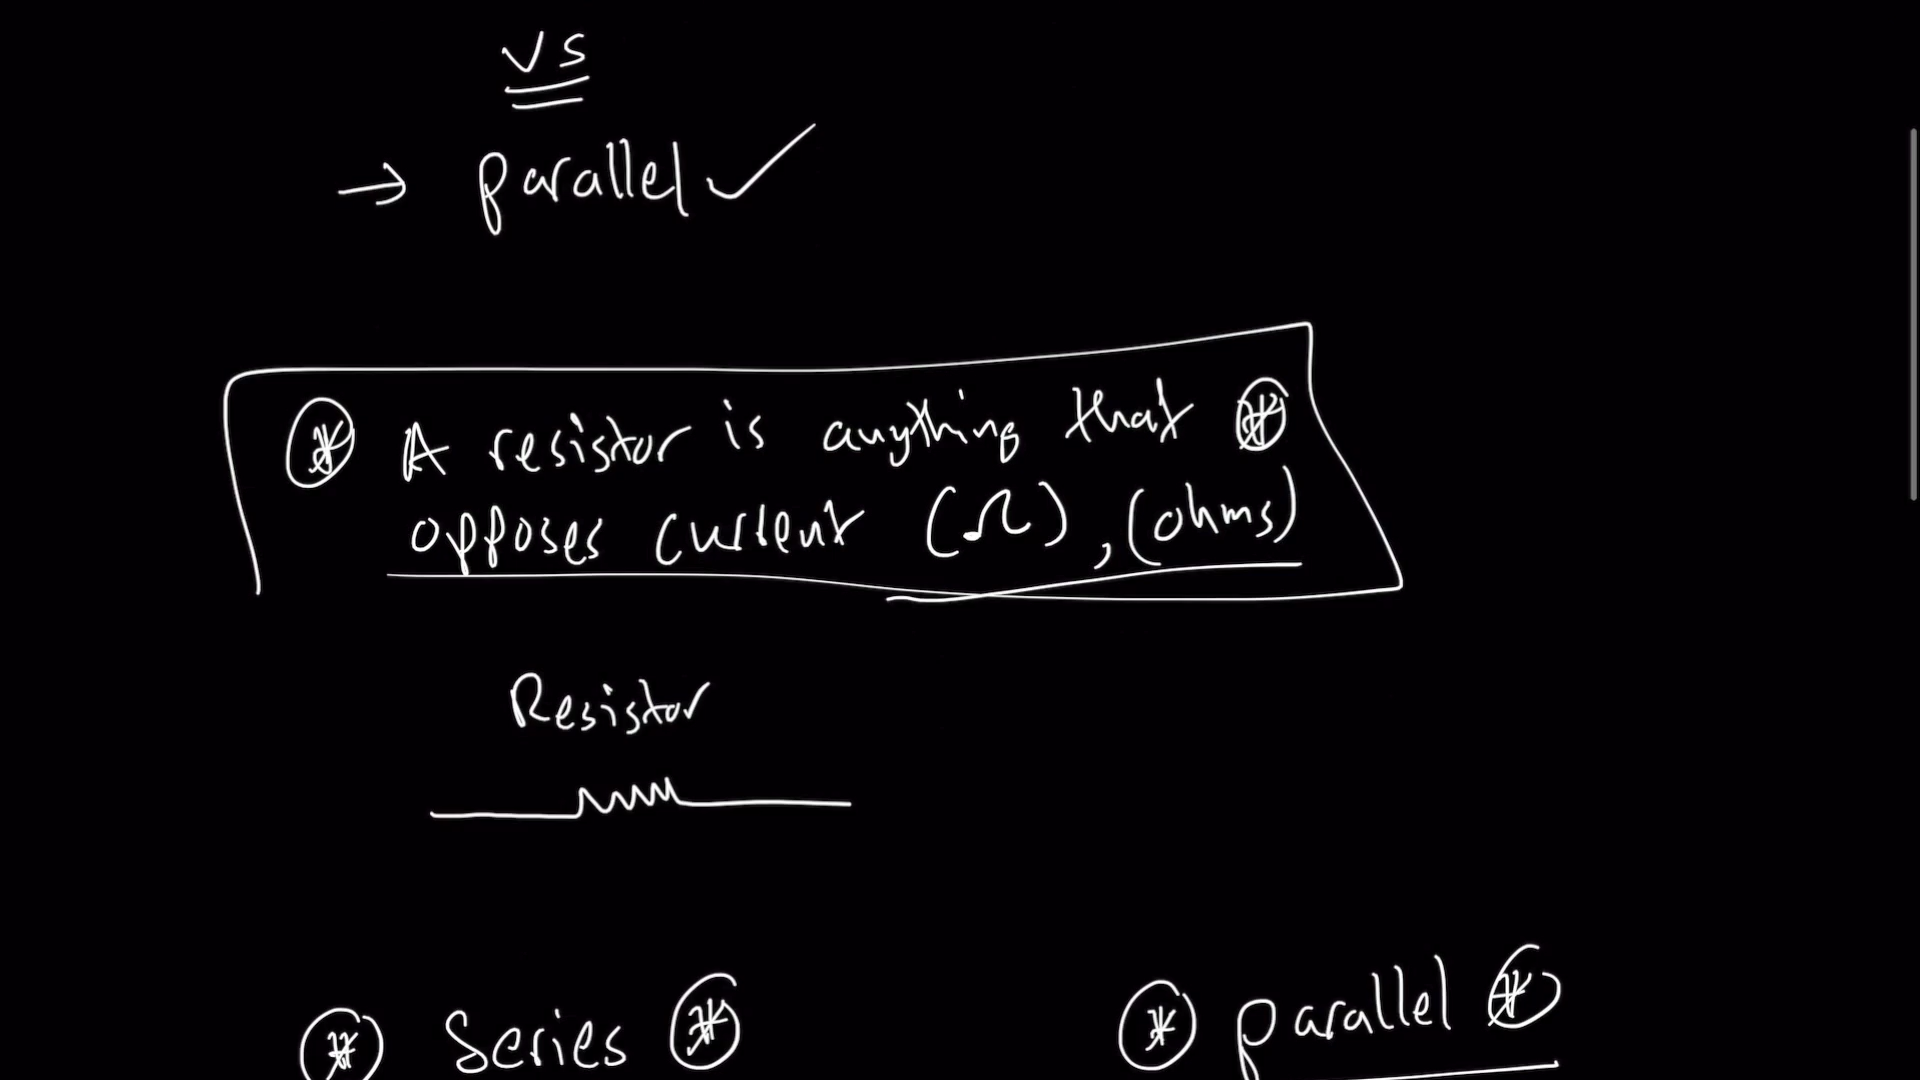 vs
→ parallel ✓
* A resistor is anything that *
opposes current (Ω), (ohms)
Resistor
* Series *
* parallel *